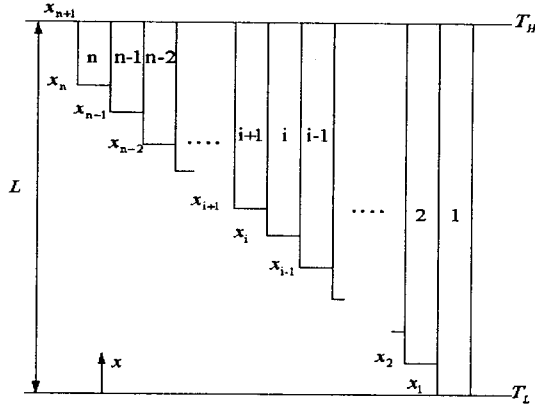 x_{n+1} T_H
n n-1 n-2
x_n
x_{n-1}
x_{n-2} .... i+1 i i-1
L
x_{i+1} .... 2 1
x_i
x_{i-1}
x_2
x
x_1 T_L